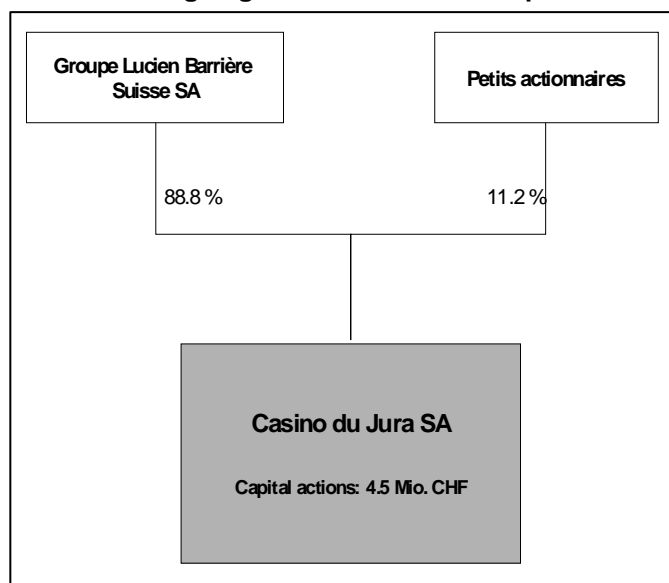 Groupe Lucien Barrière
Suisse SA
Petits actionnaires
88.8 %
11.2 %
Casino du Jura SA
Capital actions: 4.5 Mio. CHF